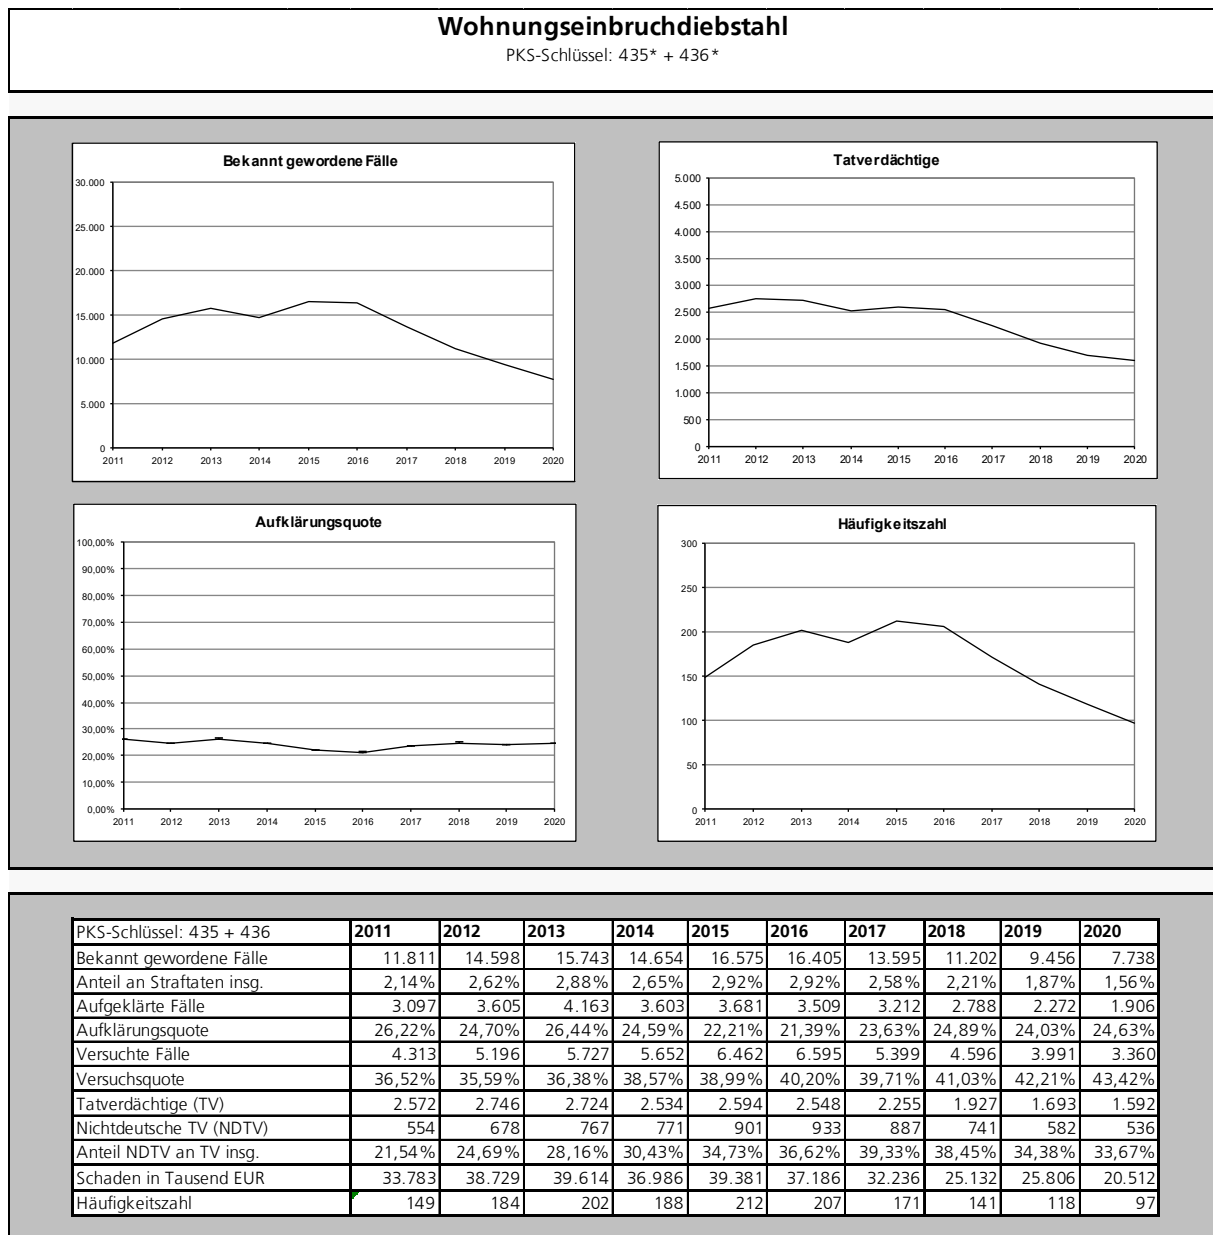 Wohnungseinbruchdiebstahl
PKS-Schlüssel: 435* + 436*
Bekannt gewordene Fälle
30.000
25.000
20.000
15.000
10.000
5.000
0
2011 2012 2013 2014 2015 2016 2017 2018 2019 2020
Tatverdächtige
5.000
4.500
4.000
3.500
3.000
2.500
2.000
1.500
1.000
500
0
2011 2012 2013 2014 2015 2016 2017 2018 2019 2020
Aufklärungsquote
100,00%
90,00%
80,00%
70,00%
60,00%
50,00%
40,00%
30,00%
20,00%
10,00%
0,00%
2011 2012 2013 2014 2015 2016 2017 2018 2019 2020
Häufigkeitszahl
300
250
200
150
100
50
0
2011 2012 2013 2014 2015 2016 2017 2018 2019 2020
PKS-Schlüssel: 435 + 436 2011 2012 2013 2014 2015 2016 2017 2018 2019 2020
Bekannt gewordene Fälle 11.811 14.598 15.743 14.654 16.575 16.405 13.595 11.202 9.456 7.738
Anteil an Straftaten insg. 2,14% 2,62% 2,88% 2,65% 2,92% 2,92% 2,58% 2,21% 1,87% 1,56%
Aufgeklärte Fälle 3.097 3.605 4.163 3.603 3.681 3.509 3.212 2.788 2.272 1.906
Aufklärungsquote 26,22% 24,70% 26,44% 24,59% 22,21% 21,39% 23,63% 24,89% 24,03% 24,63%
Versuchte Fälle 4.313 5.196 5.727 5.652 6.462 6.595 5.399 4.596 3.991 3.360
Versuchsquote 36,52% 35,59% 36,38% 38,57% 38,99% 40,20% 39,71% 41,03% 42,21% 43,42%
Tatverdächtige (TV) 2.572 2.746 2.724 2.534 2.594 2.548 2.255 1.927 1.693 1.592
Nichtdeutsche TV (NDTV) 554 678 767 771 901 933 887 741 582 536
Anteil NDTV an TV insg. 21,54% 24,69% 28,16% 30,43% 34,73% 36,62% 39,33% 38,45% 34,38% 33,67%
Schaden in Tausend EUR 33.783 38.729 39.614 36.986 39.381 37.186 32.236 25.132 25.806 20.512
Häufigkeitszahl 149 184 202 188 212 207 171 141 118 97